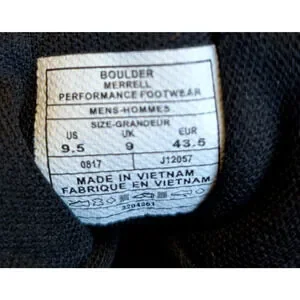 BOULDER
MERRELL
PERFORMANCE FOOTWEAR
MENS-HOMMES
SIZE-GRANDEUR
US UK EUR
9.5 9 43.5
0817 J12057
MADE IN VIETNAM
FABRIQUE EN VIETNAM